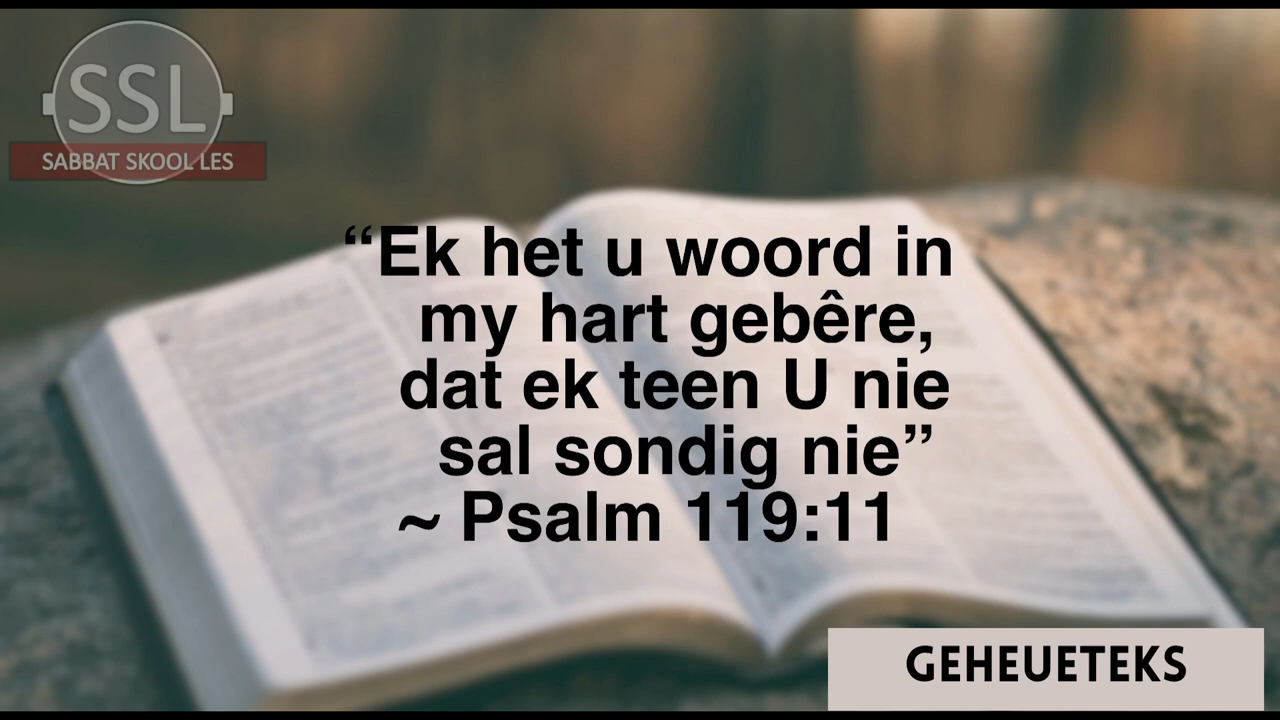 SSL
SABBAT SKOOL LES
“Ek het u woord in
my hart gebêre,
dat ek teen U nie
sal sondig nie”
~ Psalm 119:11
GEHEUETEKS